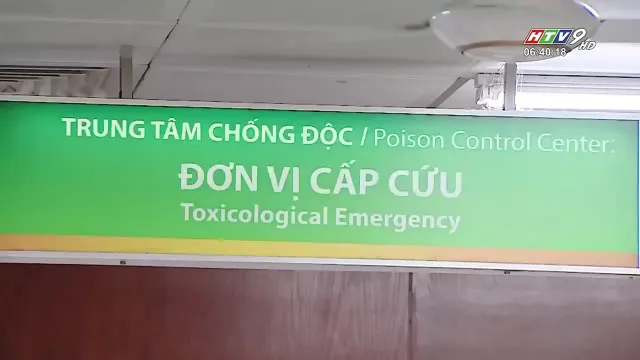 HTV9 HD
06:40:18
TRUNG TÂM CHỐNG ĐỘC / Poison Control Center:
ĐƠN VỊ CẤP CỨU
Toxicological Emergency